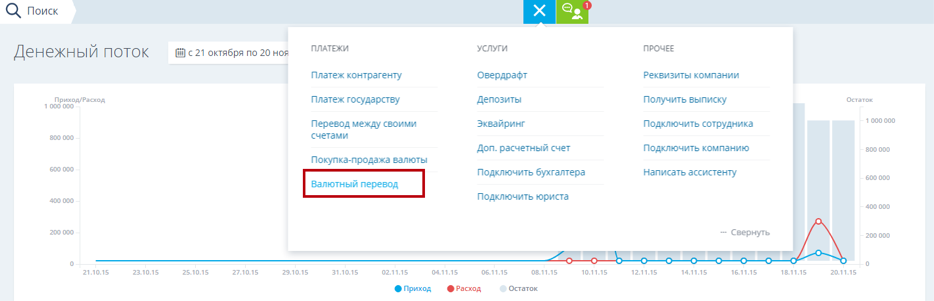 Поиск
1
Денежный поток
с 21 октября по 20 ноя
ПЛАТЕЖИ
Платеж контрагенту
Платеж государству
Перевод между своими
счетами
Покупка-продажа валюты
Валютный перевод
УСЛУГИ
Овердрафт
Депозиты
Эквайринг
Доп. расчетный счет
Подключить бухгалтера
Подключить юриста
ПРОЧЕЕ
Реквизиты компании
Получить выписку
Подключить сотрудника
Подключить компанию
Написать ассистенту
— Свернуть
Приход/Расход
1 000 000
800 000
600 000
400 000
200 000
0
Остаток
1 000 000
800 000
600 000
400 000
200 000
0
21.10.15 23.10.15 25.10.15 27.10.15 29.10.15 31.10.15 02.11.15 04.11.15 06.11.15 08.11.15 10.11.15 12.11.15 14.11.15 16.11.15 18.11.15 20.11.15
Приход Расход Остаток